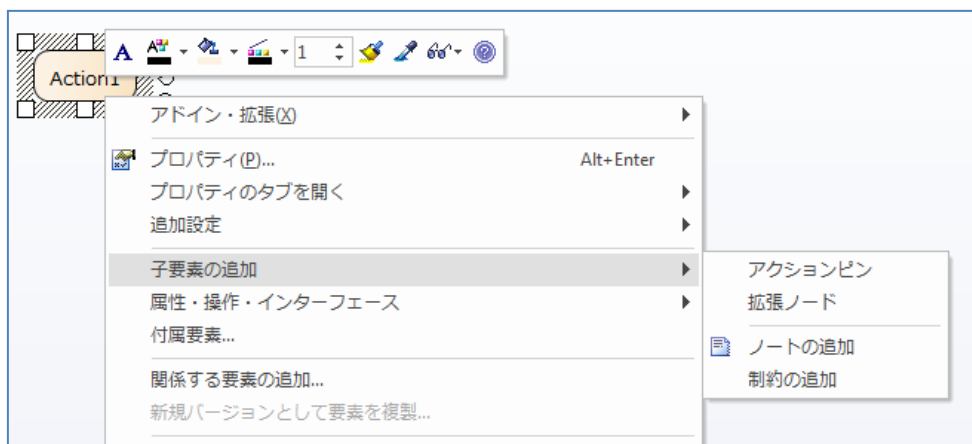 A A 1
Action1
アドイン・拡張(X)
プロパティ(P)... Alt+Enter
プロパティのタブを開く
追加設定
子要素の追加
アクションピン
属性・操作・インターフェース
拡張ノード
付属要素...
ノートの追加
関係する要素の追加...
制約の追加
新規バージョンとして要素を複製...